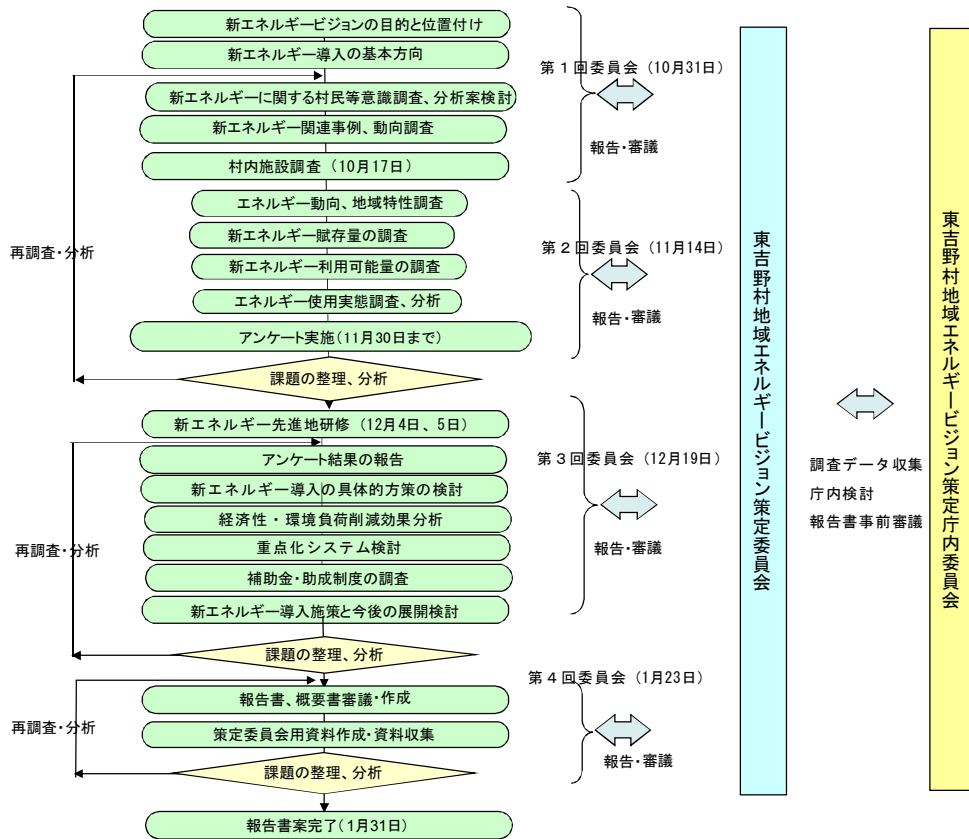 新エネルギービジョンの目的と位置付け
新エネルギー導入の基本方向
新エネルギーに関する村民等意識調査、分析案検討
新エネルギー関連事例、動向調査
村内施設調査（10月17日）
エネルギー動向、地域特性調査
新エネルギー賦存量の調査
新エネルギー利用可能量の調査
エネルギー使用実態調査、分析
アンケート実施（11月30日まで）
課題の整理、分析
再調査・分析
新エネルギー先進地研修（12月4日、5日）
アンケート結果の報告
新エネルギー導入の具体的方策の検討
経済性・環境負荷削減効果分析
重点化システム検討
補助金・助成制度の調査
新エネルギー導入施策と今後の展開検討
課題の整理、分析
再調査・分析
報告書、概要書審議・作成
策定委員会用資料作成・資料収集
課題の整理、分析
再調査・分析
報告書案完了（1月31日）
第1回委員会（10月31日）
報告・審議
第2回委員会（11月14日）
報告・審議
第3回委員会（12月19日）
報告・審議
第4回委員会（1月23日）
報告・審議
東吉野村地域エネルギービジョン策定委員会
調査データ収集
庁内検討
報告書事前審議
東吉野村地域エネルギービジョン策定庁内委員会